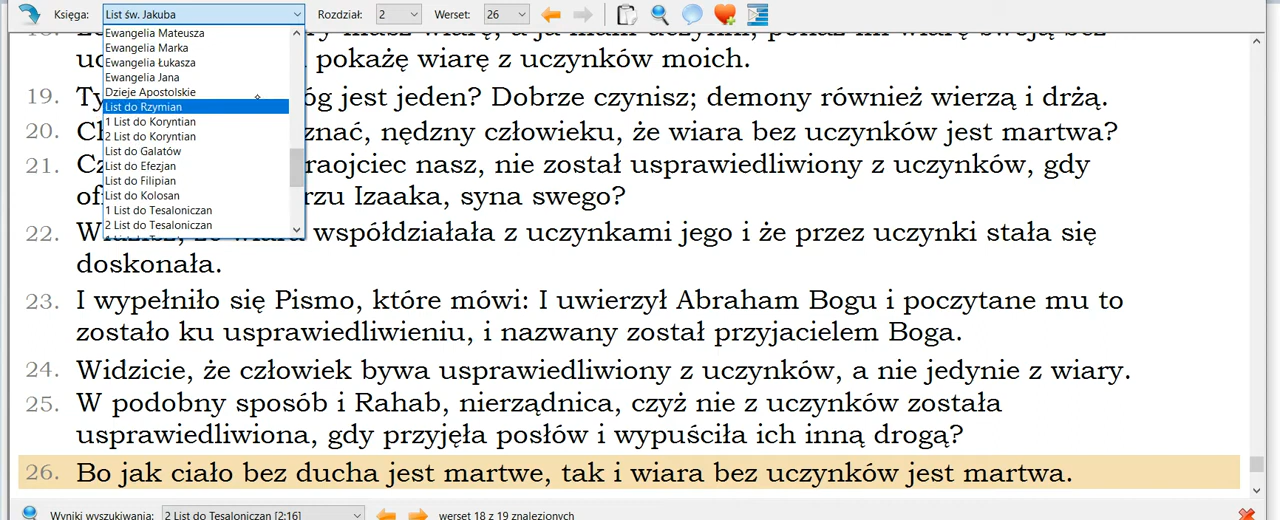 Księga: List św. Jakuba Rozdział: 2 Werset: 26
Ewangelia Mateusza
Ewangelia Marka
Ewangelia Łukasza
Ewangelia Jana
Dzieje Apostolskie
List do Rzymian
1 List do Koryntian
2 List do Koryntian
List do Galatów
List do Efezjan
List do Filipian
List do Kolosan
1 List do Tesaloniczan
2 List do Tesaloniczan
pokażę wiarę z uczynków moich.
19. jest jeden? Dobrze czynisz; demony również wierzą i drżą.
20. nędzny człowieku, że wiara bez uczynków jest martwa?
21. nasz, nie został usprawiedliwiony z uczynków, gdy
Izaaka, syna swego?
22. współdziałała z uczynkami jego i że przez uczynki stała się
doskonała.
23. I wypełniło się Pismo, które mówi: I uwierzył Abraham Bogu i poczytane mu to
zostało ku usprawiedliwieniu, i nazwany został przyjacielem Boga.
24. Widzicie, że człowiek bywa usprawiedliwiony z uczynków, a nie jedynie z wiary.
25. W podobny sposób i Rahab, nierządnica, czyż nie z uczynków została
usprawiedliwiona, gdy przyjęła posłów i wypuściła ich inną drogą?
26. Bo jak ciało bez ducha jest martwe, tak i wiara bez uczynków jest martwa.
Wyniki wyszukiwania: 2 List do Tesaloniczan [2:16] werset 18 z 19 znalezionych